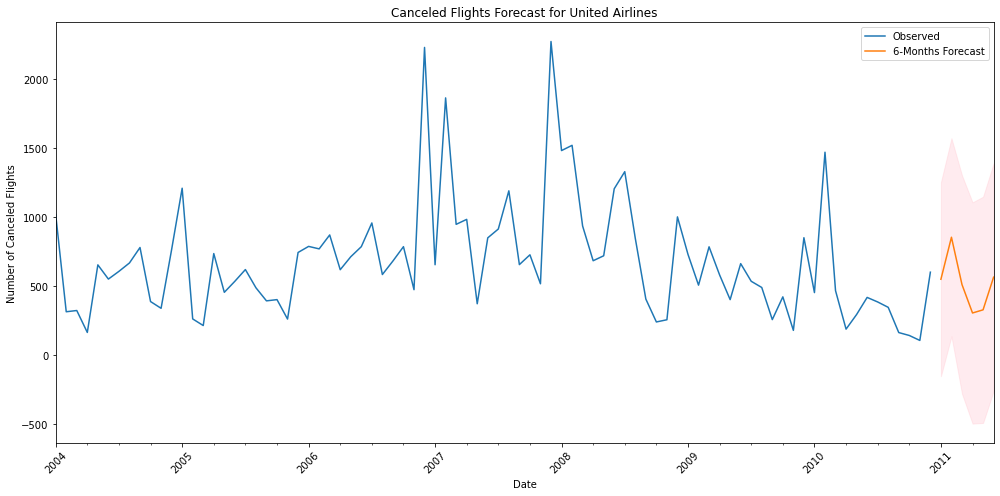 Canceled Flights Forecast for United Airlines
Observed
6-Months Forecast
Number of Canceled Flights
2000
1500
1000
500
0
−500
2004
2005
2006
2007
2008
2009
2010
2011
Date